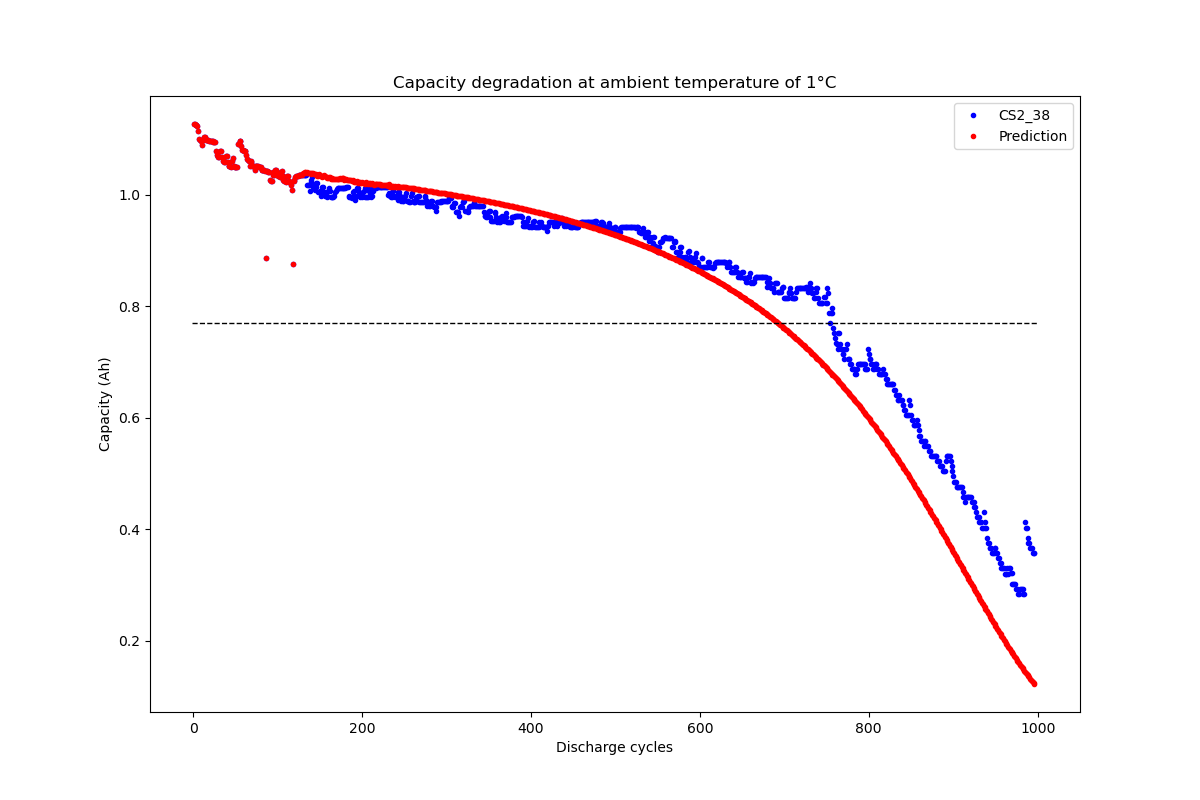 Capacity degradation at ambient temperature of 1°C
CS2_38
Prediction
1.0
0.8
0.6
0.4
0.2
Capacity (Ah)
0
200
400
600
800
1000
Discharge cycles